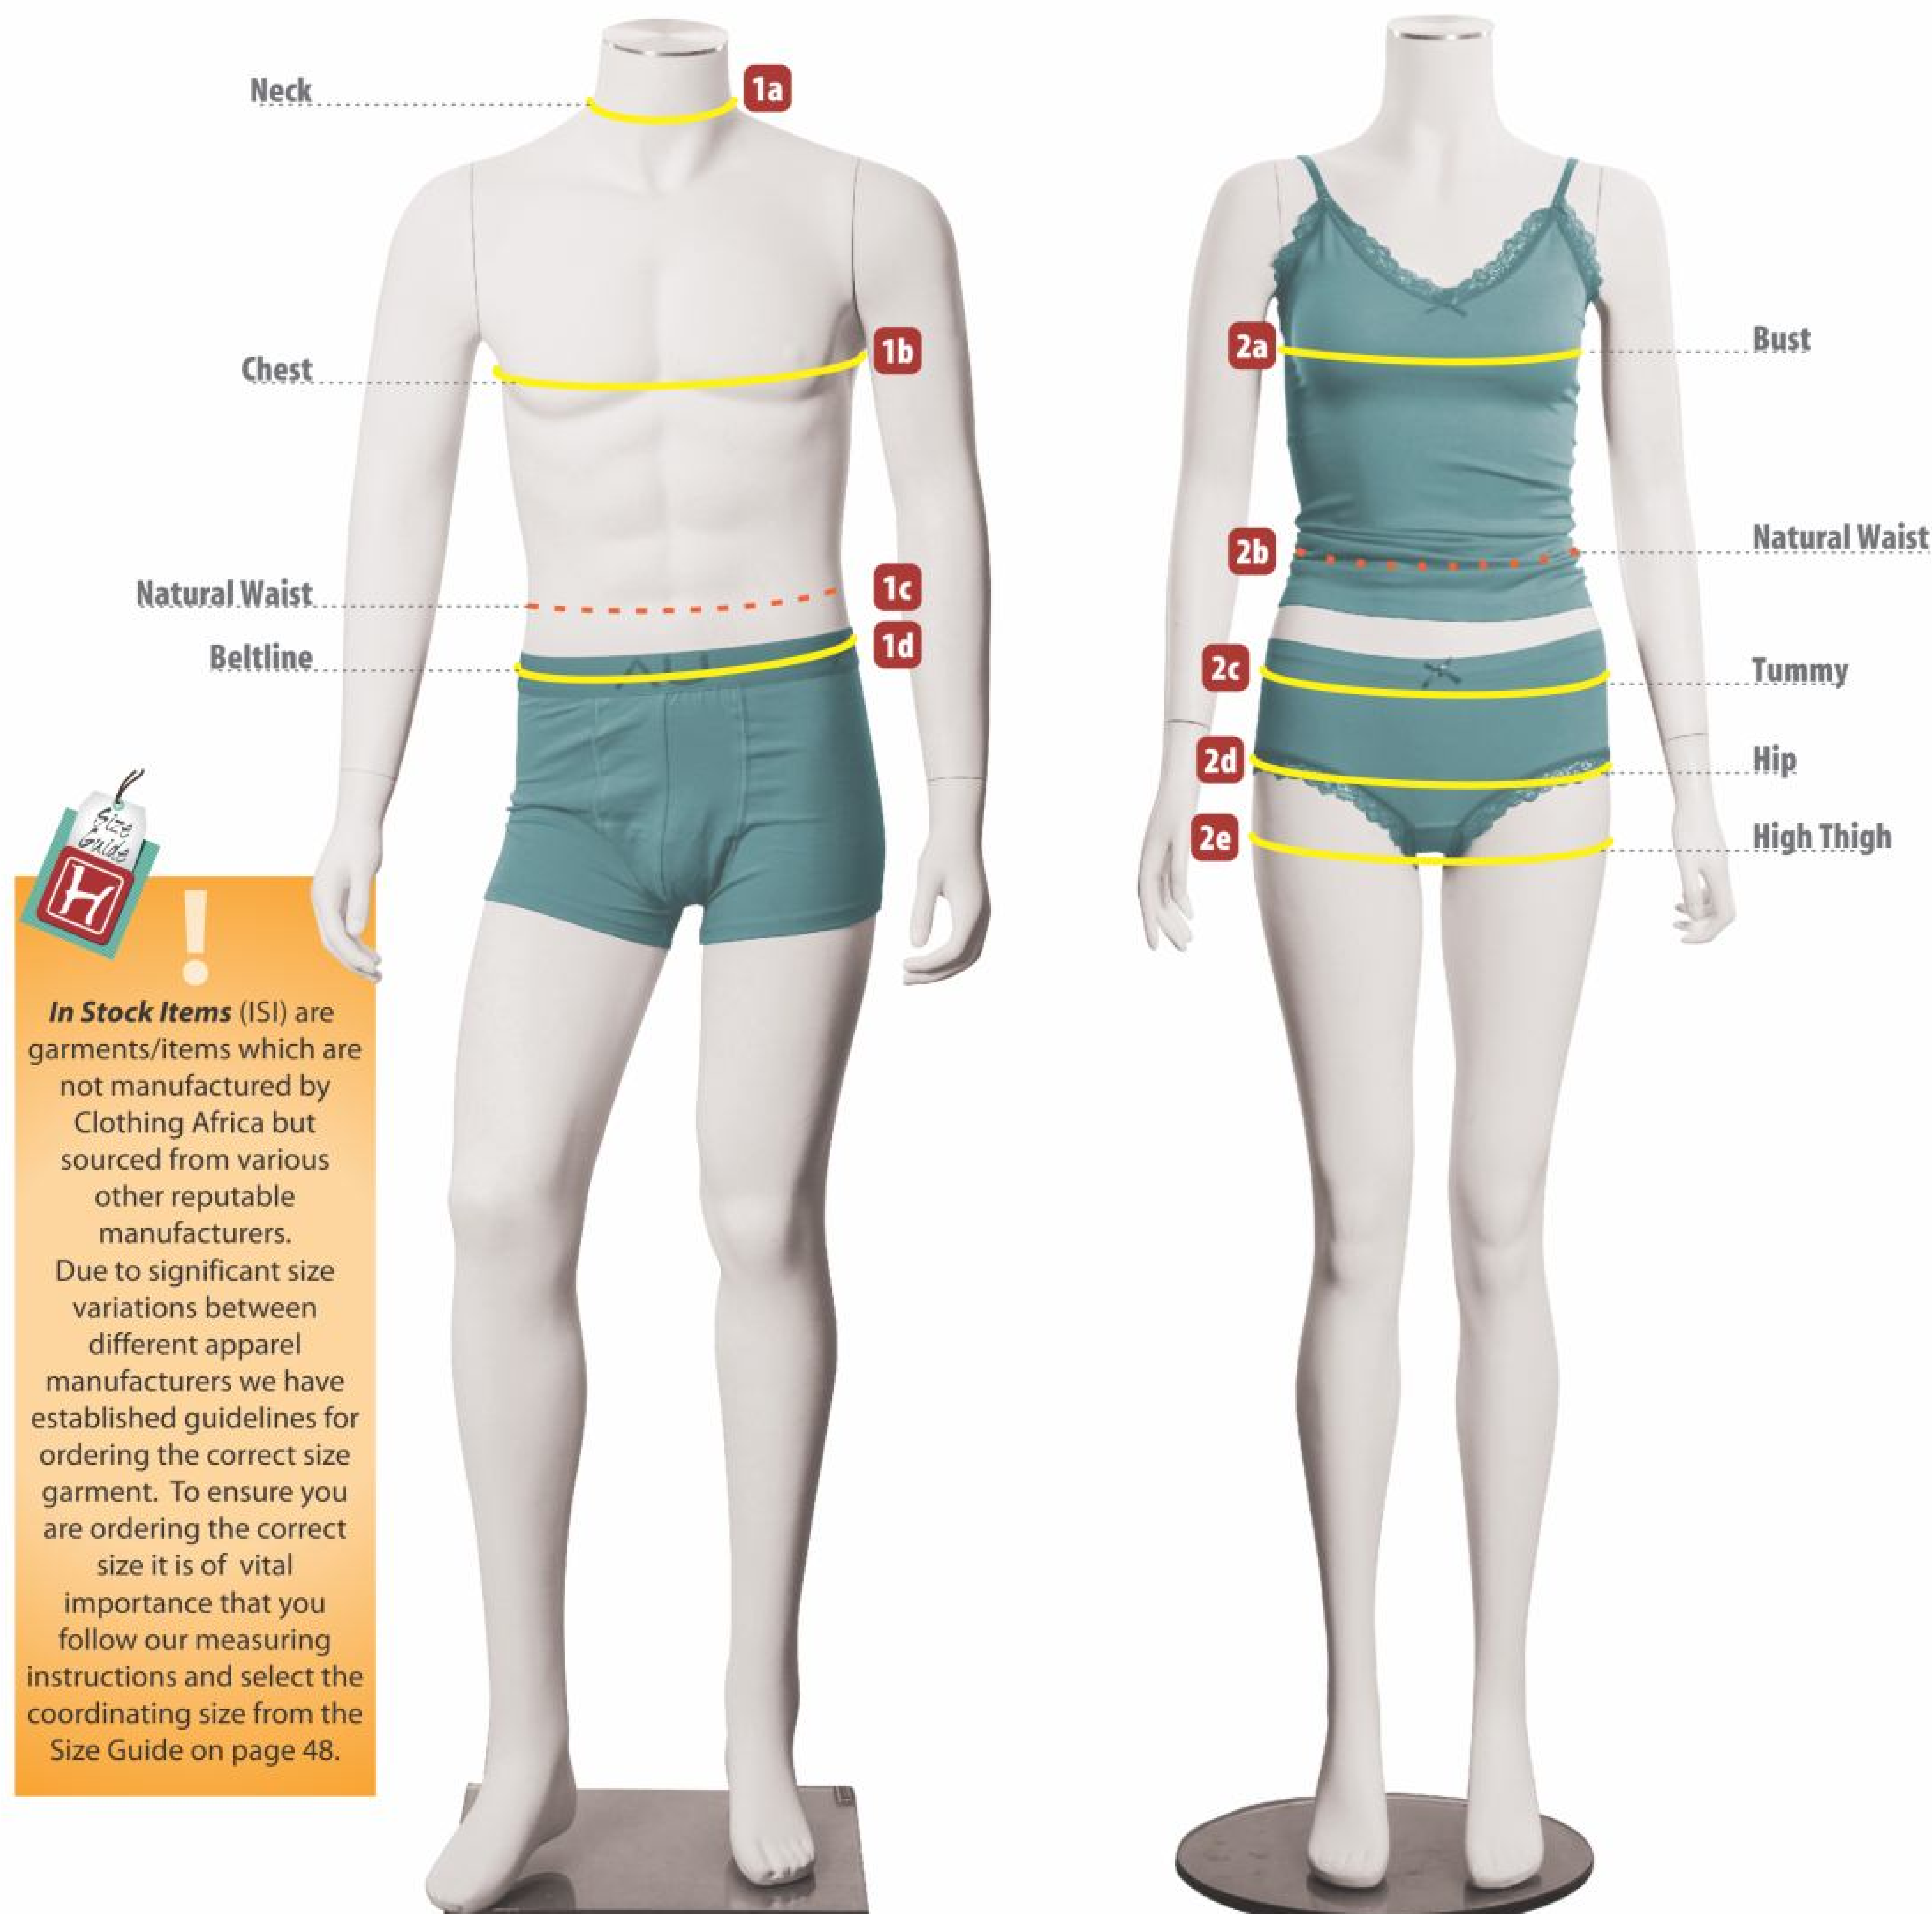 Neck
1a
Chest
1b
Natural Waist
1c
Beltline
1d
2a
Bust
2b
Natural Waist
2c
Tummy
2d
Hip
2e
High Thigh
Size
Guide
H
!
In Stock Items (ISI) are
garments/items which are
not manufactured by
Clothing Africa but
sourced from various
other reputable
manufacturers.
Due to significant size
variations between
different apparel
manufacturers we have
established guidelines for
ordering the correct size
garment. To ensure you
are ordering the correct
size it is of vital
importance that you
follow our measuring
instructions and select the
coordinating size from the
Size Guide on page 48.